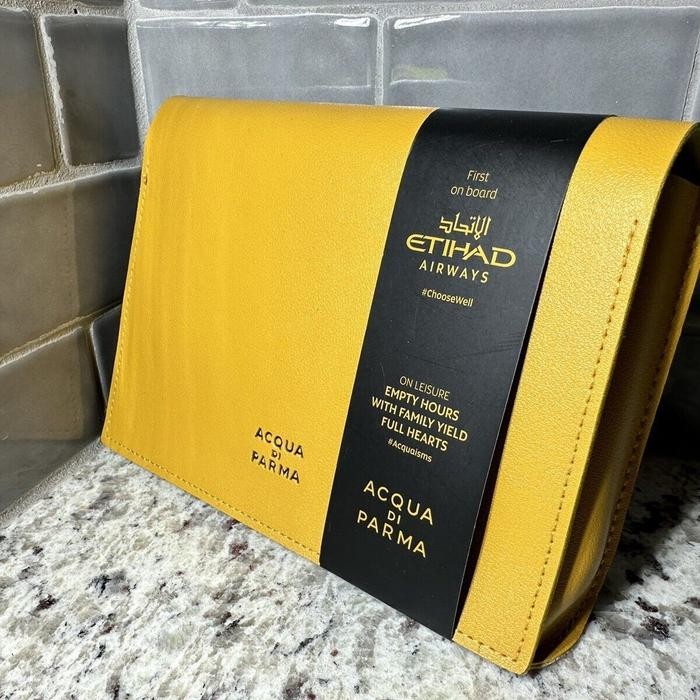 First
on board
الإتحاد
ETIHAD
AIRWAYS
#ChooseWell
ON LEISURE
EMPTY HOURS
WITH FAMILY YIELD
FULL HEARTS
#Acquaisms
ACQUA
DI
PARMA
ACQUA
DI
PARMA